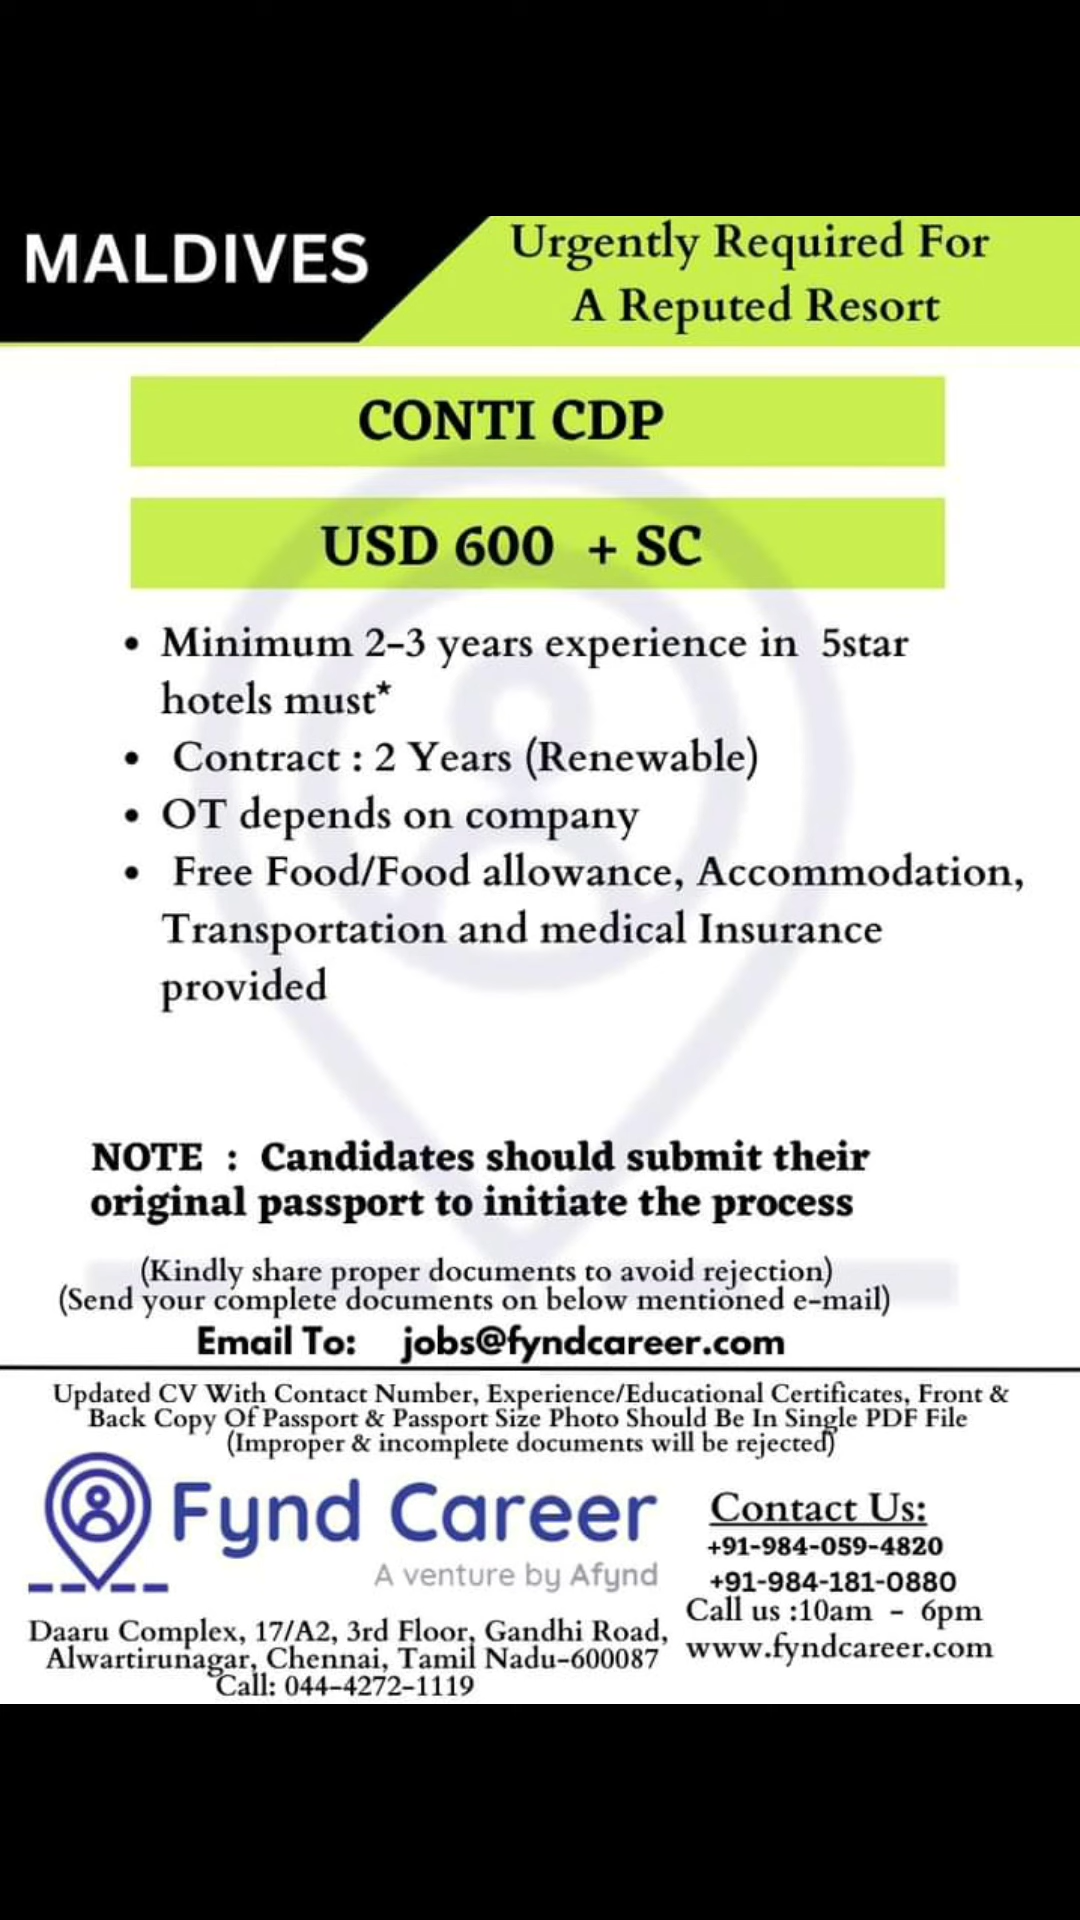 MALDIVES
Urgently Required For
A Reputed Resort
CONTI CDP
USD 600 + SC
• Minimum 2-3 years experience in 5star
hotels must*
• Contract : 2 Years (Renewable)
• OT depends on company
• Free Food/Food allowance, Accommodation,
Transportation and medical Insurance
provided
NOTE : Candidates should submit their
original passport to initiate the process
(Kindly share proper documents to avoid rejection)
(Send your complete documents on below mentioned e-mail)
Email To: jobs@fyndcareer.com
Updated CV With Contact Number, Experience/Educational Certificates, Front &
Back Copy Of Passport & Passport Size Photo Should Be In Single PDF File
(Improper & incomplete documents will be rejected)
Fynd Career
A venture by Afynd
Daaru Complex, 17/A2, 3rd Floor, Gandhi Road,
Alwartirunagar, Chennai, Tamil Nadu-600087
Call: 044-4272-1119
Contact Us:
+91-984-059-4820
+91-984-181-0880
Call us :10am - 6pm
www.fyndcareer.com